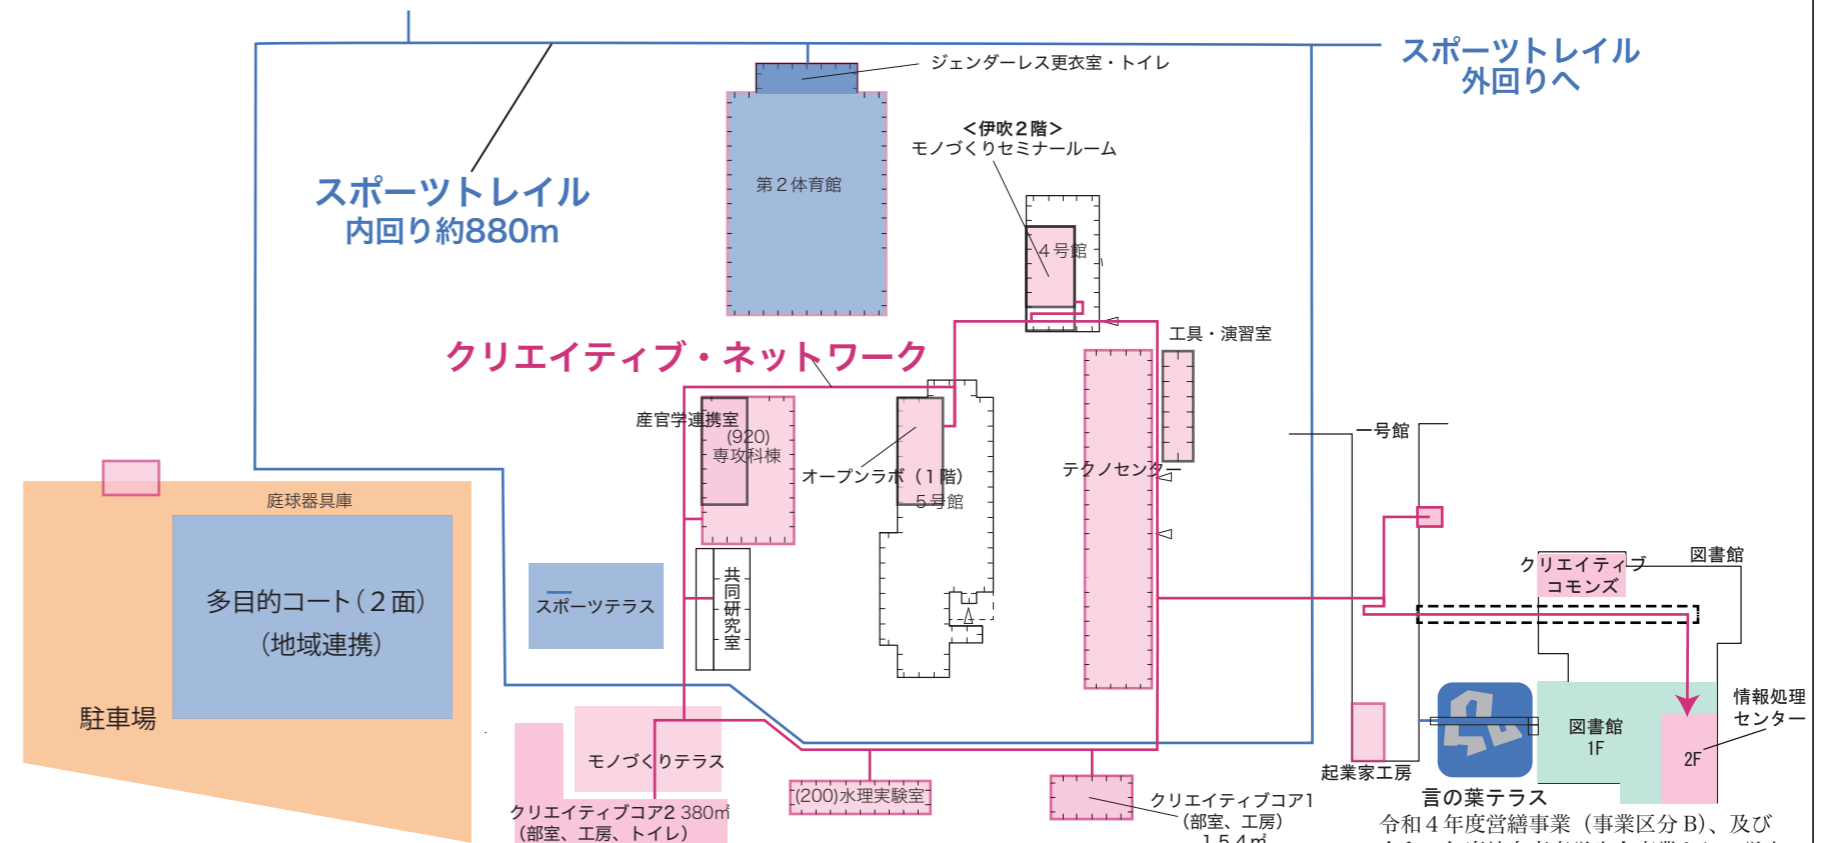 スポーツトレイル
外回りへ
ジェンダーレス更衣室・トイレ
<伊吹２階>
モノづくりセミナールーム
第２体育館
スポーツトレイル
内回り約880m
４号館
工具・演習室
クリエイティブ・ネットワーク
産官学連携室
(920)
専攻科棟
オープンラボ（１階）
５号館
テクノセンター
一号館
庭球器具庫
多目的コート（２面）
（地域連携）
駐車場
スポーツテラス
共同研究室
クリエイティブ
コモンズ
図書館
情報処理
センター
図書館
1F
2F
モノづくりテラス
クリエイティブコア2 380㎡
（部室、工房、トイレ）
(200)水理実験室
クリエイティブコア1
（部室、工房）
１５４㎡
起業家工房
言の葉テラス
令和４年度営繕事業（事業区分 B）、及び